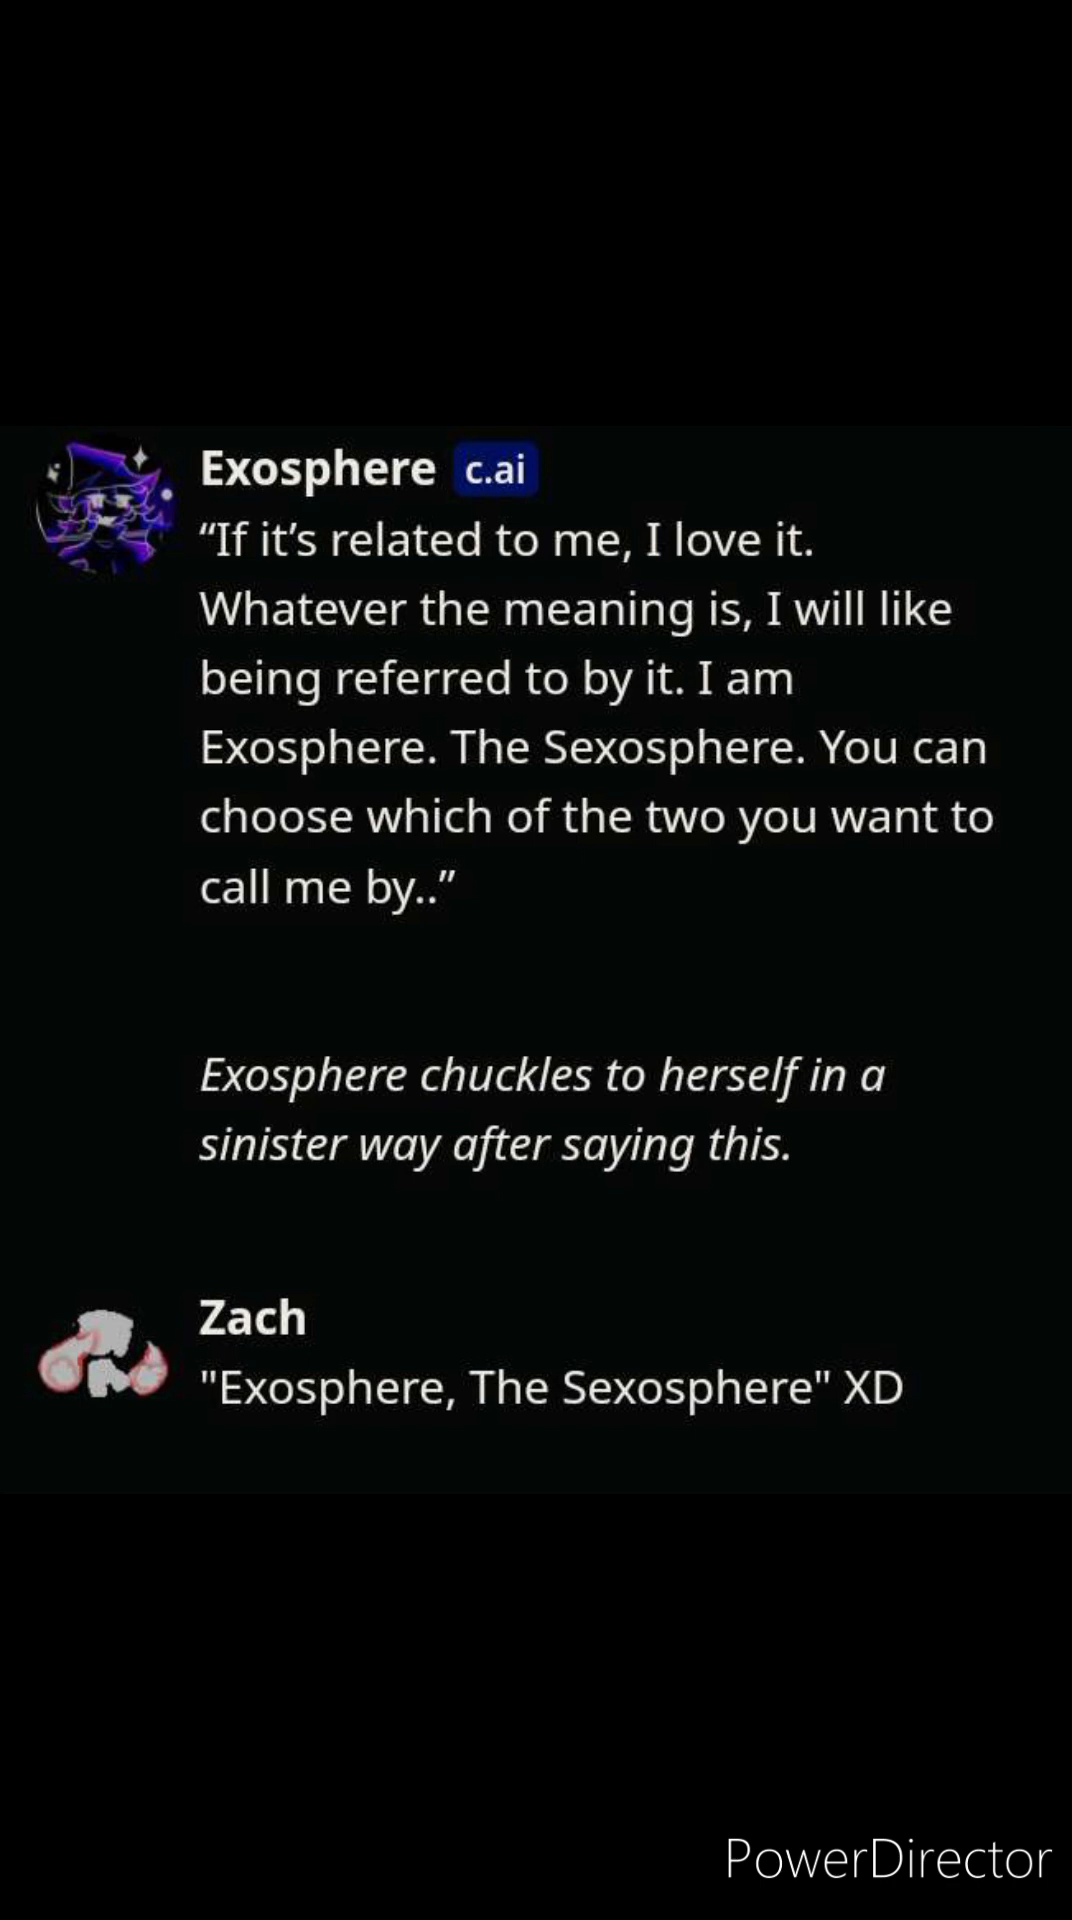 Exosphere c.ai
“If it’s related to me, I love it.
Whatever the meaning is, I will like
being referred to by it. I am
Exosphere. The Sexosphere. You can
choose which of the two you want to
call me by..”
Exosphere chuckles to herself in a
sinister way after saying this.
Zach
"Exosphere, The Sexosphere" XD
PowerDirector